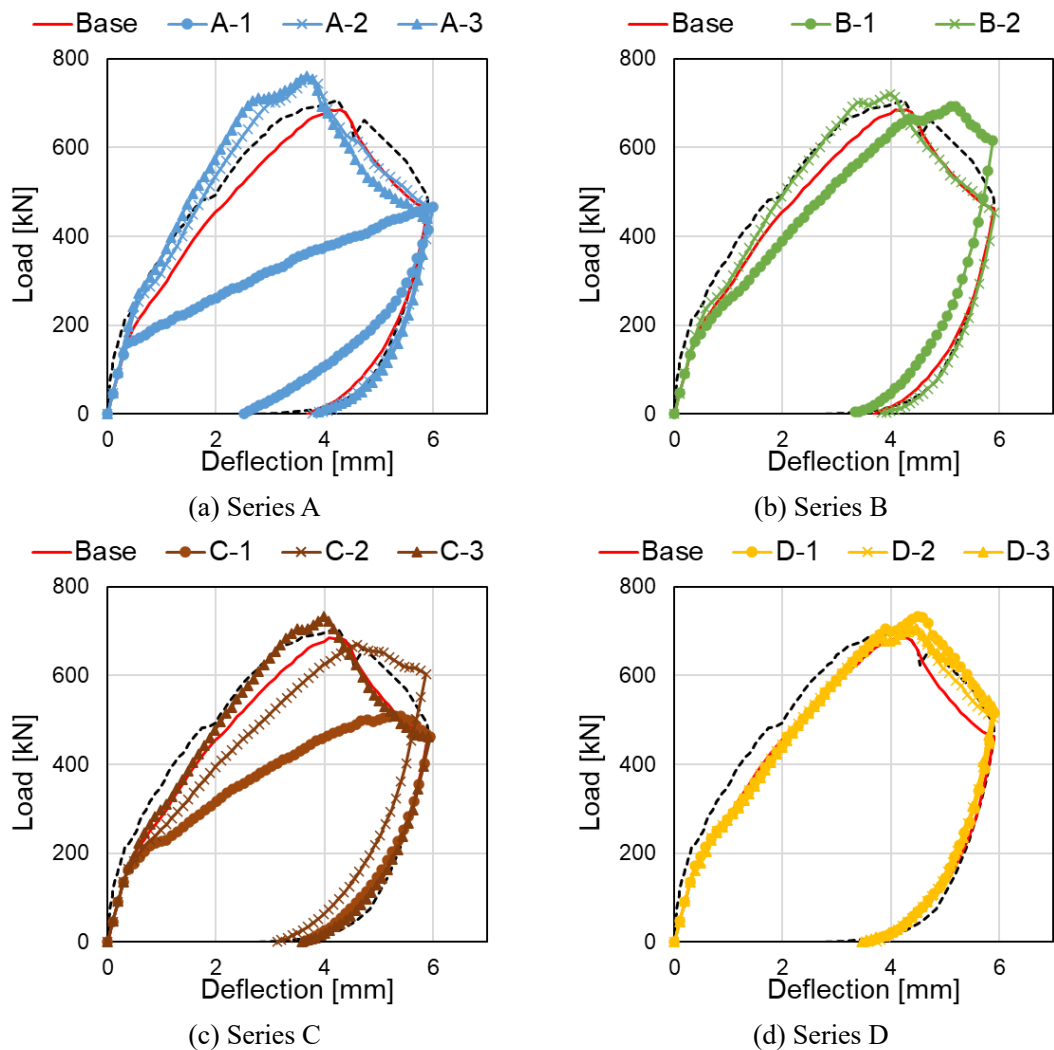 Base A-1 A-2 A-3
800
600
400
200
0
0 2 4 6
Load [kN]
Deflection [mm]
(a) Series A
Base B-1 B-2
800
600
400
200
0
0 2 4 6
Load [kN]
Deflection [mm]
(b) Series B
Base C-1 C-2 C-3
800
600
400
200
0
0 2 4 6
Load [kN]
Deflection [mm]
(c) Series C
Base D-1 D-2 D-3
800
600
400
200
0
0 2 4 6
Load [kN]
Deflection [mm]
(d) Series D